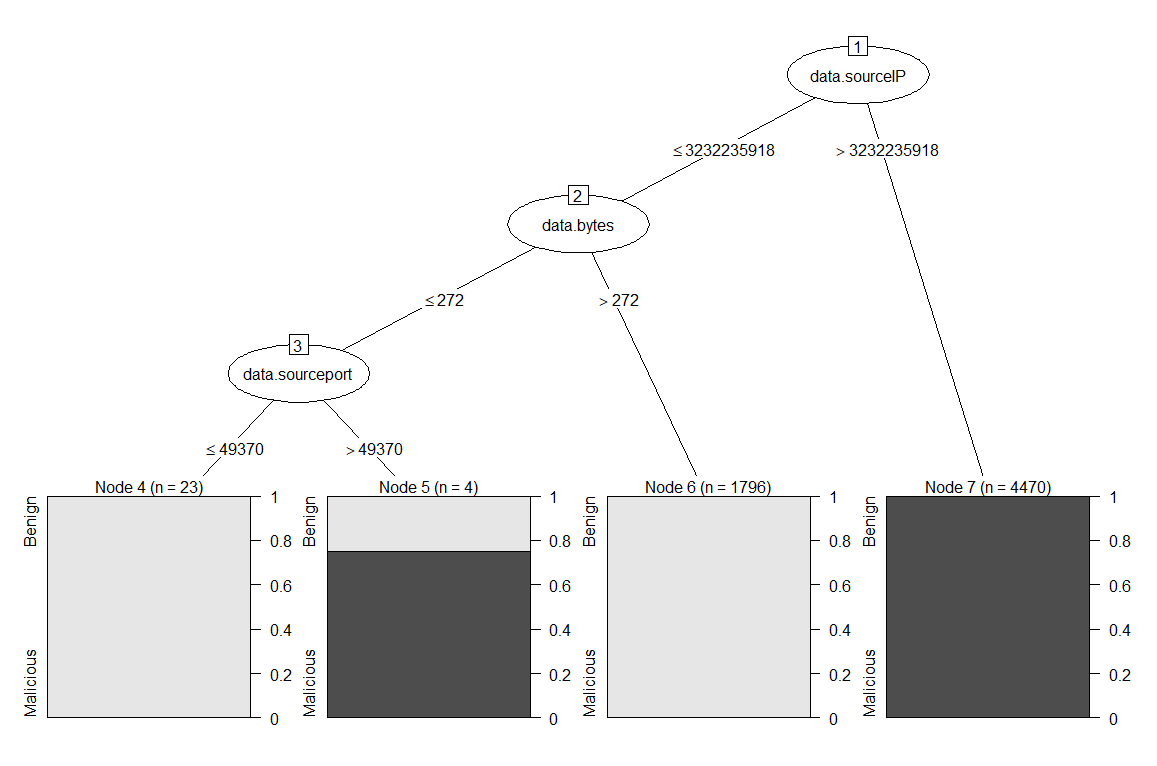 1
data.sourceIP
≤ 3232235918
> 3232235918
2
data.bytes
≤ 272
> 272
3
data.sourceport
≤ 49370
> 49370
Node 4 (n = 23)
Malicious
Benign
1
0.8
0.6
0.4
0.2
0
Node 5 (n = 4)
Malicious
Benign
1
0.8
0.6
0.4
0.2
0
Node 6 (n = 1796)
Malicious
Benign
1
0.8
0.6
0.4
0.2
0
Node 7 (n = 4470)
Malicious
Benign
1
0.8
0.6
0.4
0.2
0